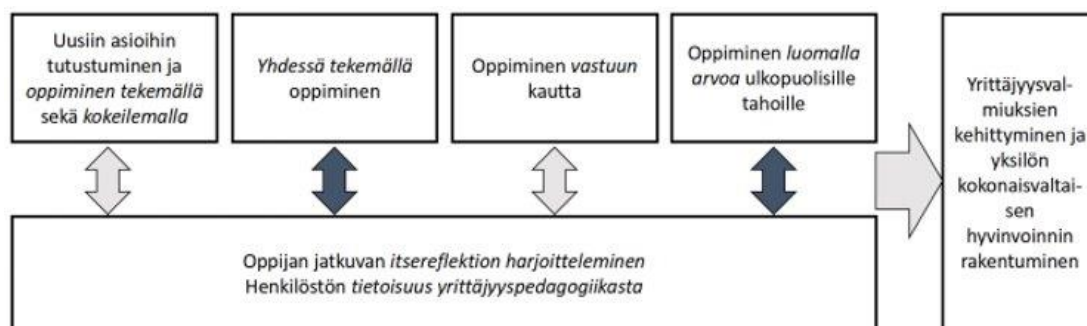 Uusiin asioihin
tutustuminen ja
oppiminen tekemällä
sekä kokeilemalla
Yhdessä tekemällä
oppiminen
Oppiminen vastuun
kautta
Oppiminen luomalla
arvoa ulkopuolisille
tahoille
Oppijan jatkuvan itsereflektion harjoitteleminen
Henkilöstön tietoisuus yrittäjyyspedagogiikasta
Yrittäjyysval-
miuksien
kehittyminen ja
yksilön
kokonaisvaltai-
sen
hyvinvoinnin
rakentuminen